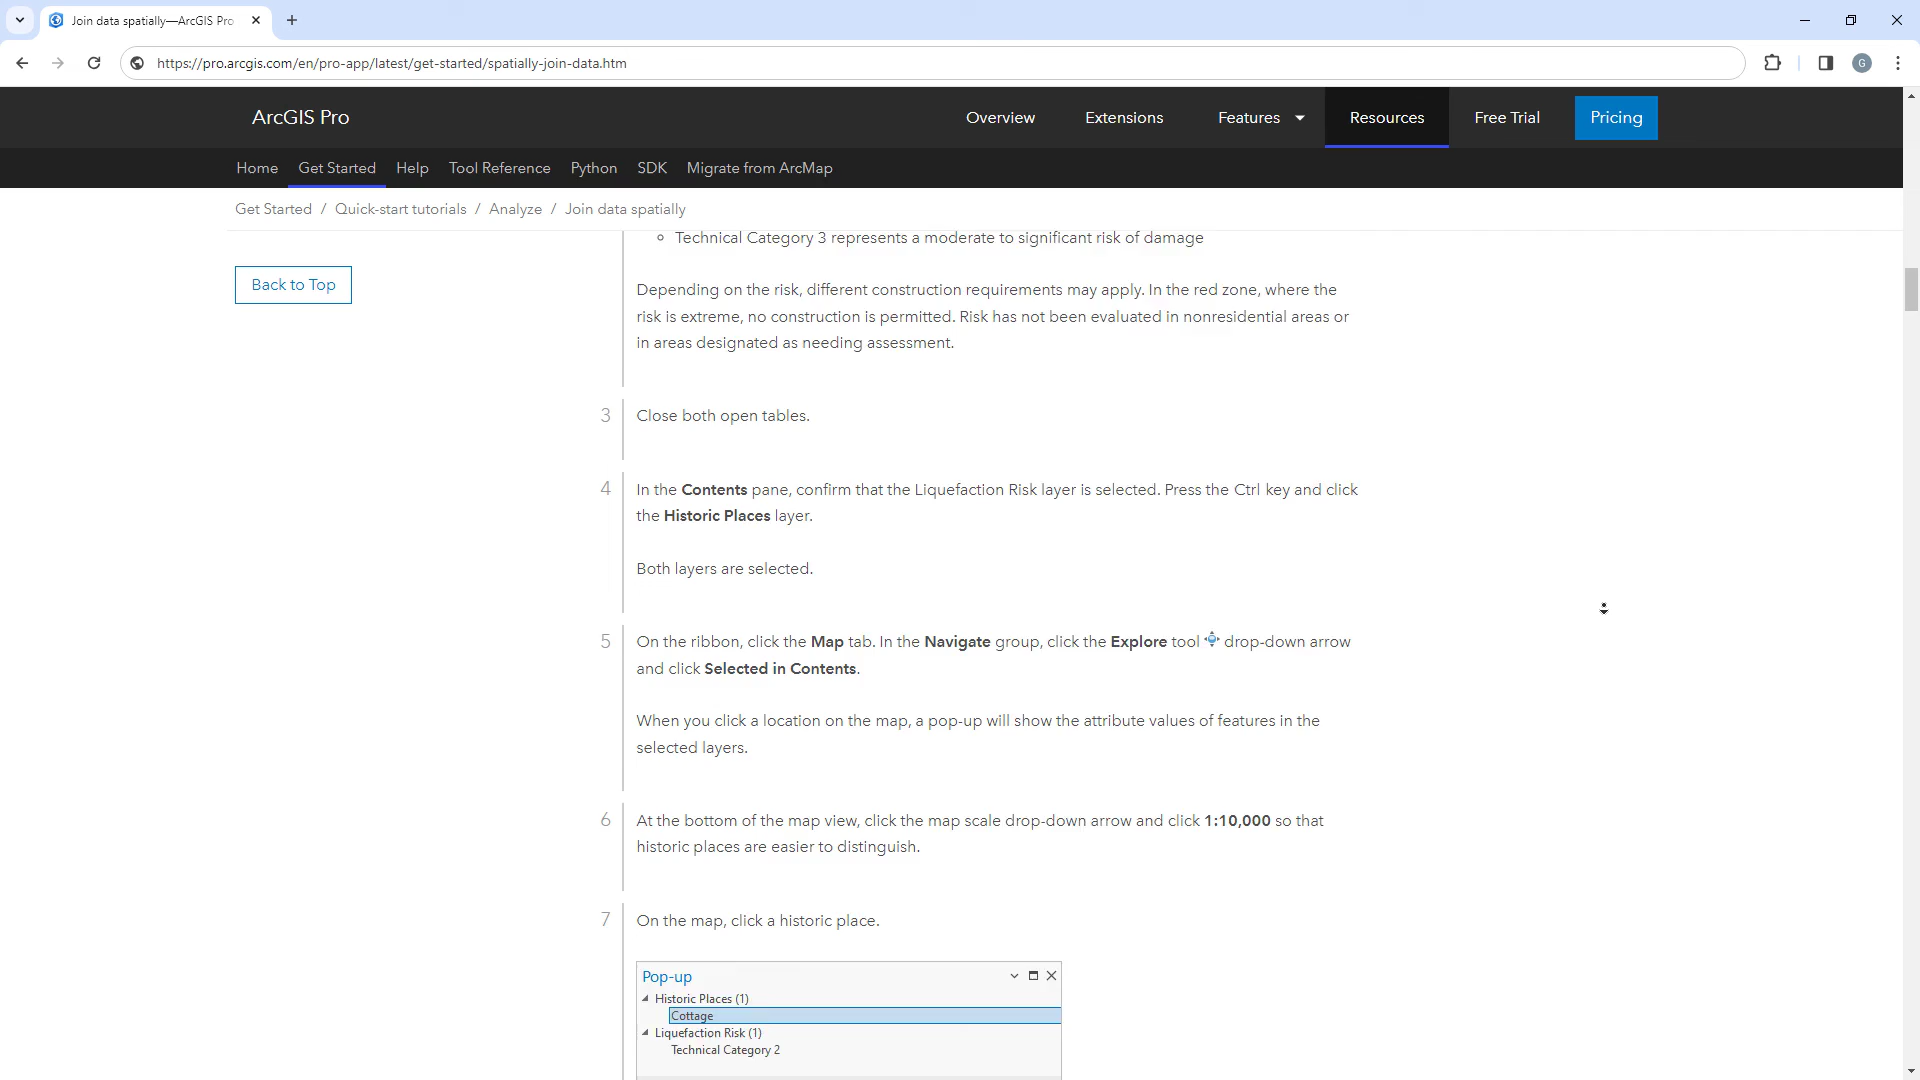 Join data spatially—ArcGIS Pro
https://pro.arcgis.com/en/pro-app/latest/get-started/spatially-join-data.htm
G
ArcGIS Pro
Overview
Extensions
Features
Resources
Free Trial
Pricing
Home
Get Started
Help
Tool Reference
Python
SDK
Migrate from ArcMap
Get Started / Quick-start tutorials / Analyze / Join data spatially
Back to Top
Technical Category 3 represents a moderate to significant risk of damage
Depending on the risk, different construction requirements may apply. In the red zone, where the
risk is extreme, no construction is permitted. Risk has not been evaluated in nonresidential areas or
in areas designated as needing assessment.
3 Close both open tables.
4 In the Contents pane, confirm that the Liquefaction Risk layer is selected. Press the Ctrl key and click
the Historic Places layer.
Both layers are selected.
5 On the ribbon, click the Map tab. In the Navigate group, click the Explore tool drop-down arrow
and click Selected in Contents.
When you click a location on the map, a pop-up will show the attribute values of features in the
selected layers.
6 At the bottom of the map view, click the map scale drop-down arrow and click 1:10,000 so that
historic places are easier to distinguish.
7 On the map, click a historic place.
Pop-up
Historic Places (1)
Cottage
Liquefaction Risk (1)
Technical Category 2